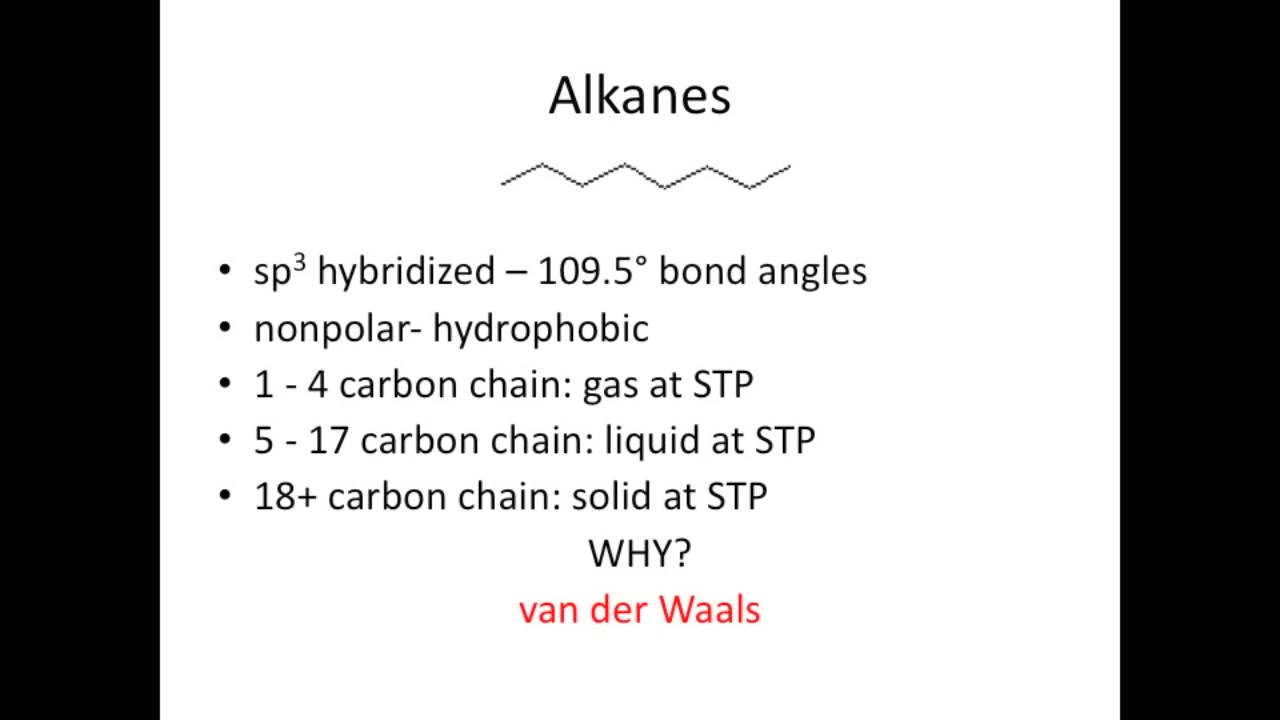 Alkanes
• sp³ hybridized – 109.5° bond angles
• nonpolar- hydrophobic
• 1 - 4 carbon chain: gas at STP
• 5 - 17 carbon chain: liquid at STP
• 18+ carbon chain: solid at STP
WHY?
van der Waals